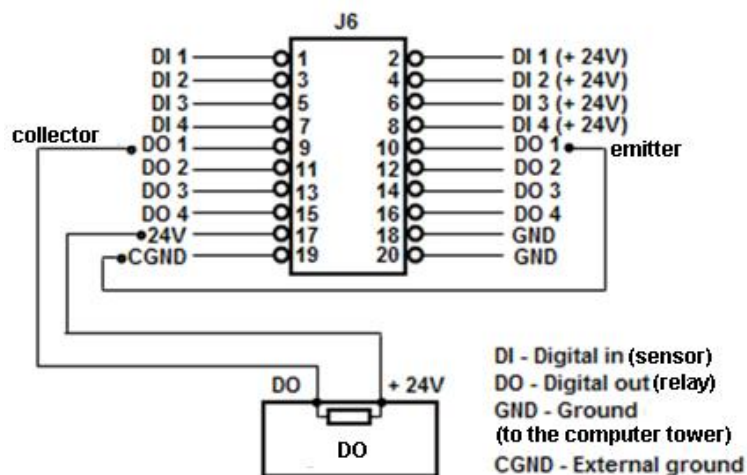 J6
DI 1 1 2 DI 1 (+ 24V)
DI 2 3 4 DI 2 (+ 24V)
DI 3 5 6 DI 3 (+ 24V)
DI 4 7 8 DI 4 (+ 24V)
collector DO 1 9 10 DO 1 emitter
DO 2 11 12 DO 2
DO 3 13 14 DO 3
DO 4 15 16 DO 4
24V 17 18 GND
CGND 19 20 GND
DO + 24V
DO
DI - Digital in (sensor)
DO - Digital out (relay)
GND - Ground
(to the computer tower)
CGND - External ground